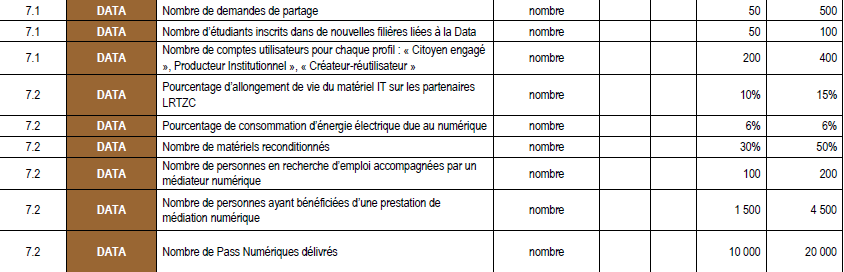 7.1 DATA Nombre de demandes de partage nombre 50 500
7.1 DATA Nombre d'étudiants inscrits dans de nouvelles filières liées à la Data nombre 50 100
7.1 DATA Nombre de comptes utilisateurs pour chaque profil : « Citoyen engagé
», Producteur Institutionnel », « Créateur-réutilisateur » nombre 200 400
7.2 DATA Pourcentage d'allongement de vie du matériel IT sur les partenaires
LRTZC nombre 10% 15%
7.2 DATA Pourcentage de consommation d'énergie électrique due au numérique nombre 6% 6%
7.2 DATA Nombre de matériels reconditionnés nombre 30% 50%
7.2 DATA Nombre de personnes en recherche d'emploi accompagnées par un
médiateur numérique nombre 100 200
7.2 DATA Nombre de personnes ayant bénéficiées d'une prestation de
médiation numérique nombre 1 500 4 500
7.2 DATA Nombre de Pass Numériques délivrés nombre 10 000 20 000